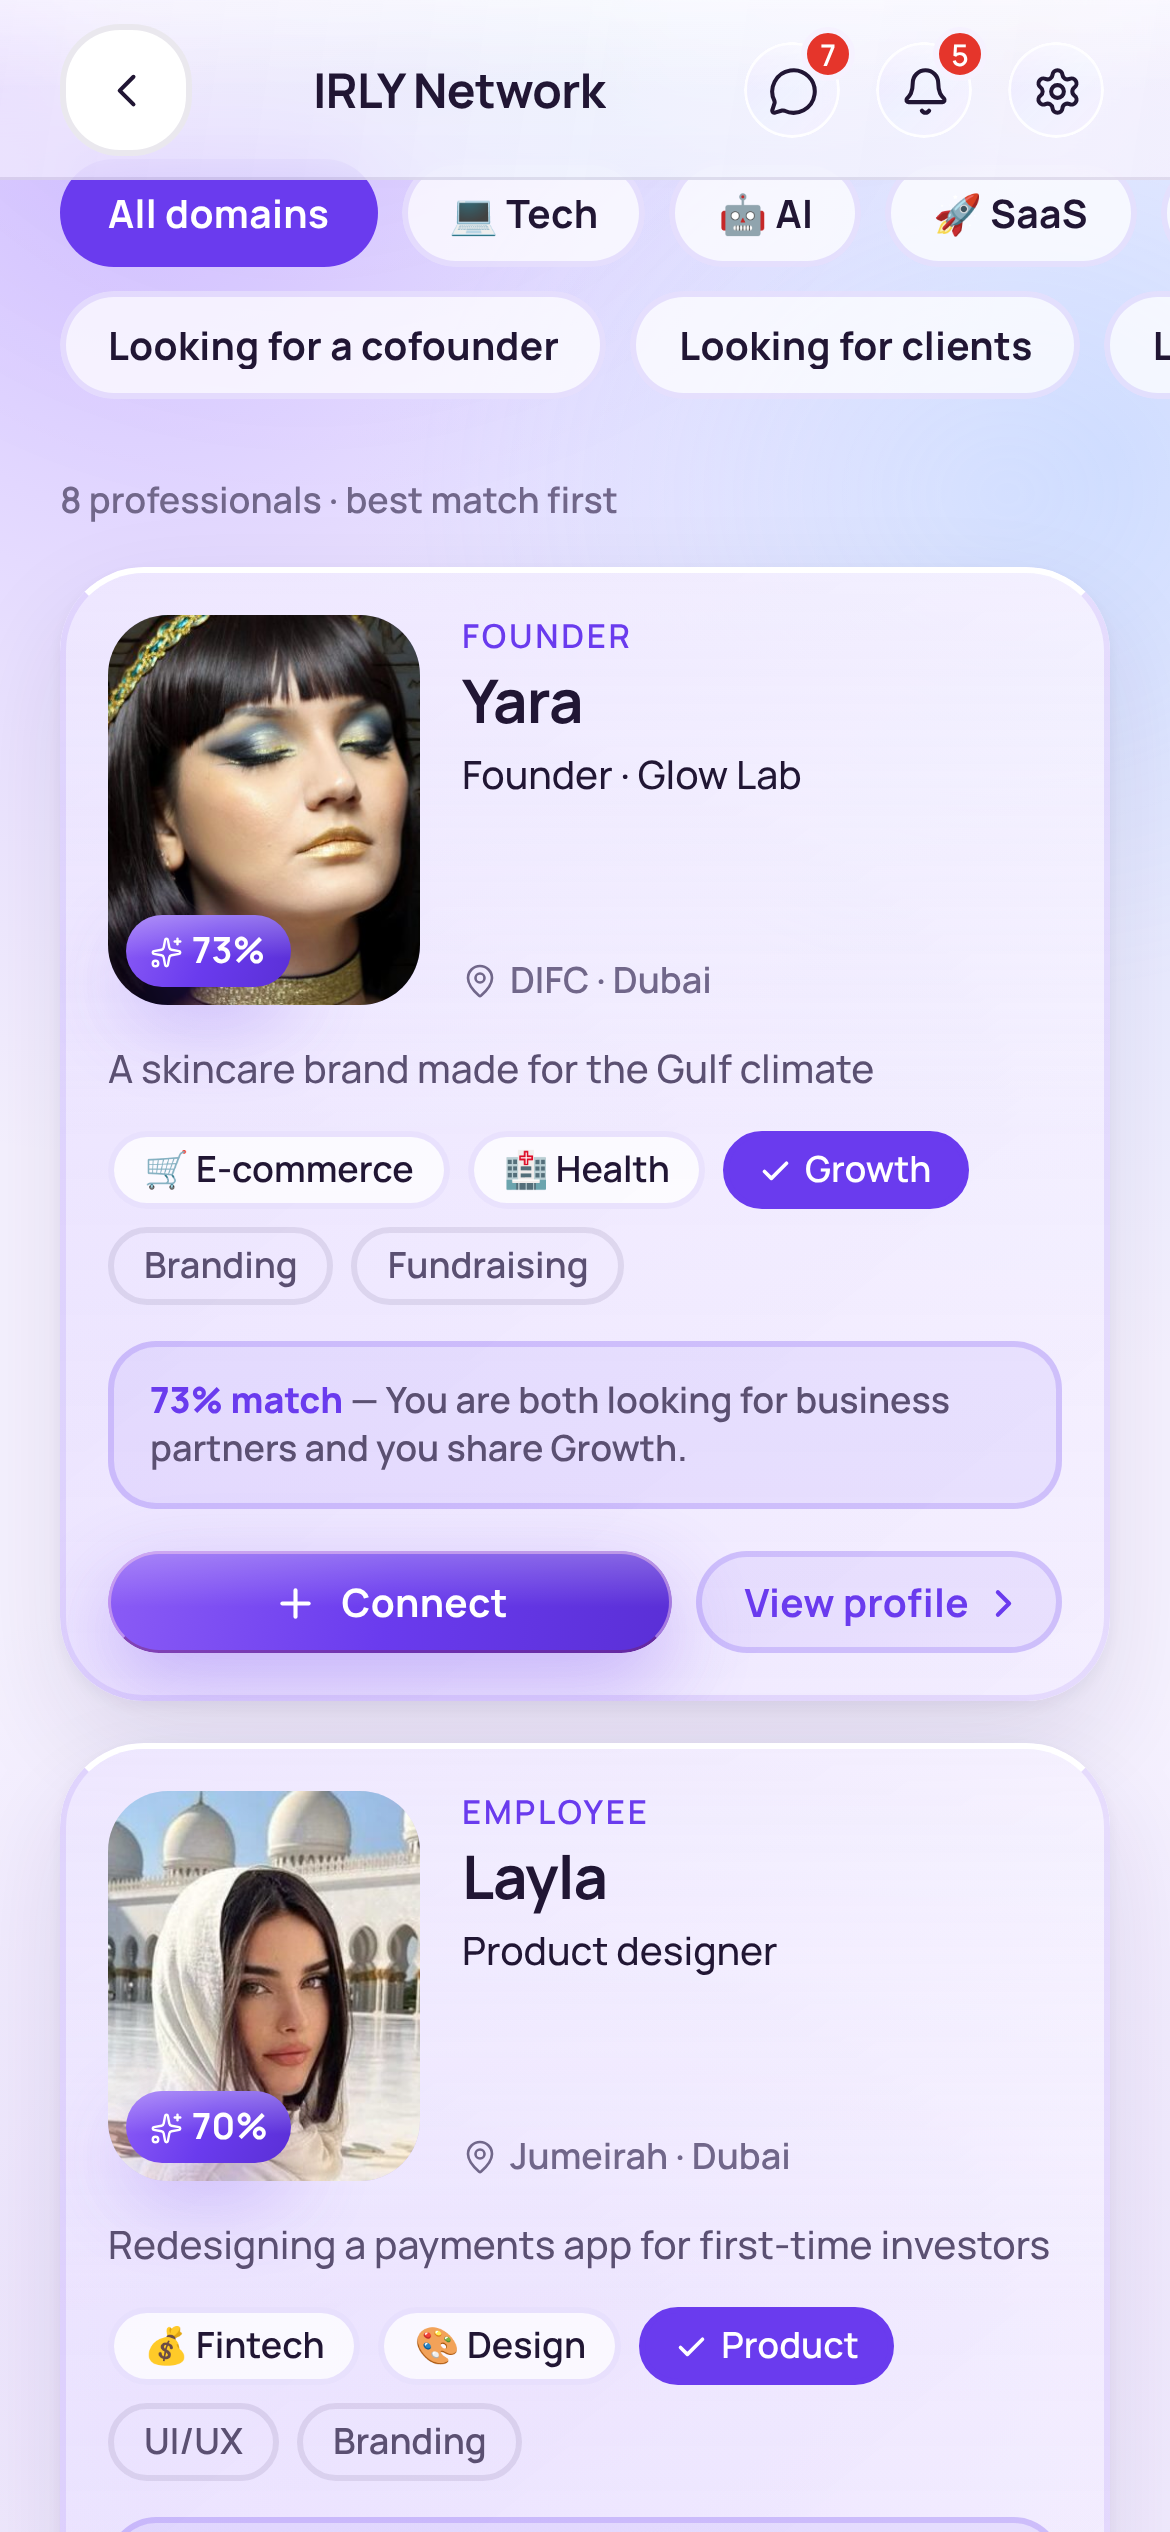 IRLY Network
7
5
All domains
💻 Tech
🤖 AI
🚀 SaaS
Looking for a cofounder
Looking for clients
8 professionals · best match first
FOUNDER
Yara
Founder · Glow Lab
73%
DIFC · Dubai
A skincare brand made for the Gulf climate
🛒 E-commerce
🏥 Health
✓ Growth
Branding
Fundraising
73% match — You are both looking for business
partners and you share Growth.
+ Connect
View profile >
EMPLOYEE
Layla
Product designer
70%
Jumeirah · Dubai
Redesigning a payments app for first-time investors
💰 Fintech
🎨 Design
✓ Product
UI/UX
Branding